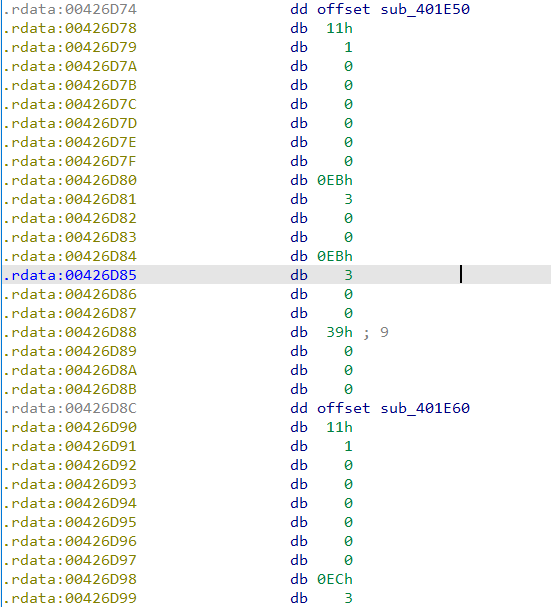 .rdata:00426D74 dd offset sub_401E50
.rdata:00426D78 db 11h
.rdata:00426D79 db 1
.rdata:00426D7A db 0
.rdata:00426D7B db 0
.rdata:00426D7C db 0
.rdata:00426D7D db 0
.rdata:00426D7E db 0
.rdata:00426D7F db 0
.rdata:00426D80 db 0EBh
.rdata:00426D81 db 3
.rdata:00426D82 db 0
.rdata:00426D83 db 0
.rdata:00426D84 db 0EBh
.rdata:00426D85 db 3
.rdata:00426D86 db 0
.rdata:00426D87 db 0
.rdata:00426D88 db 39h ; 9
.rdata:00426D89 db 0
.rdata:00426D8A db 0
.rdata:00426D8B db 0
.rdata:00426D8C dd offset sub_401E60
.rdata:00426D90 db 11h
.rdata:00426D91 db 1
.rdata:00426D92 db 0
.rdata:00426D93 db 0
.rdata:00426D94 db 0
.rdata:00426D95 db 0
.rdata:00426D96 db 0
.rdata:00426D97 db 0
.rdata:00426D98 db 0ECh
.rdata:00426D99 db 3